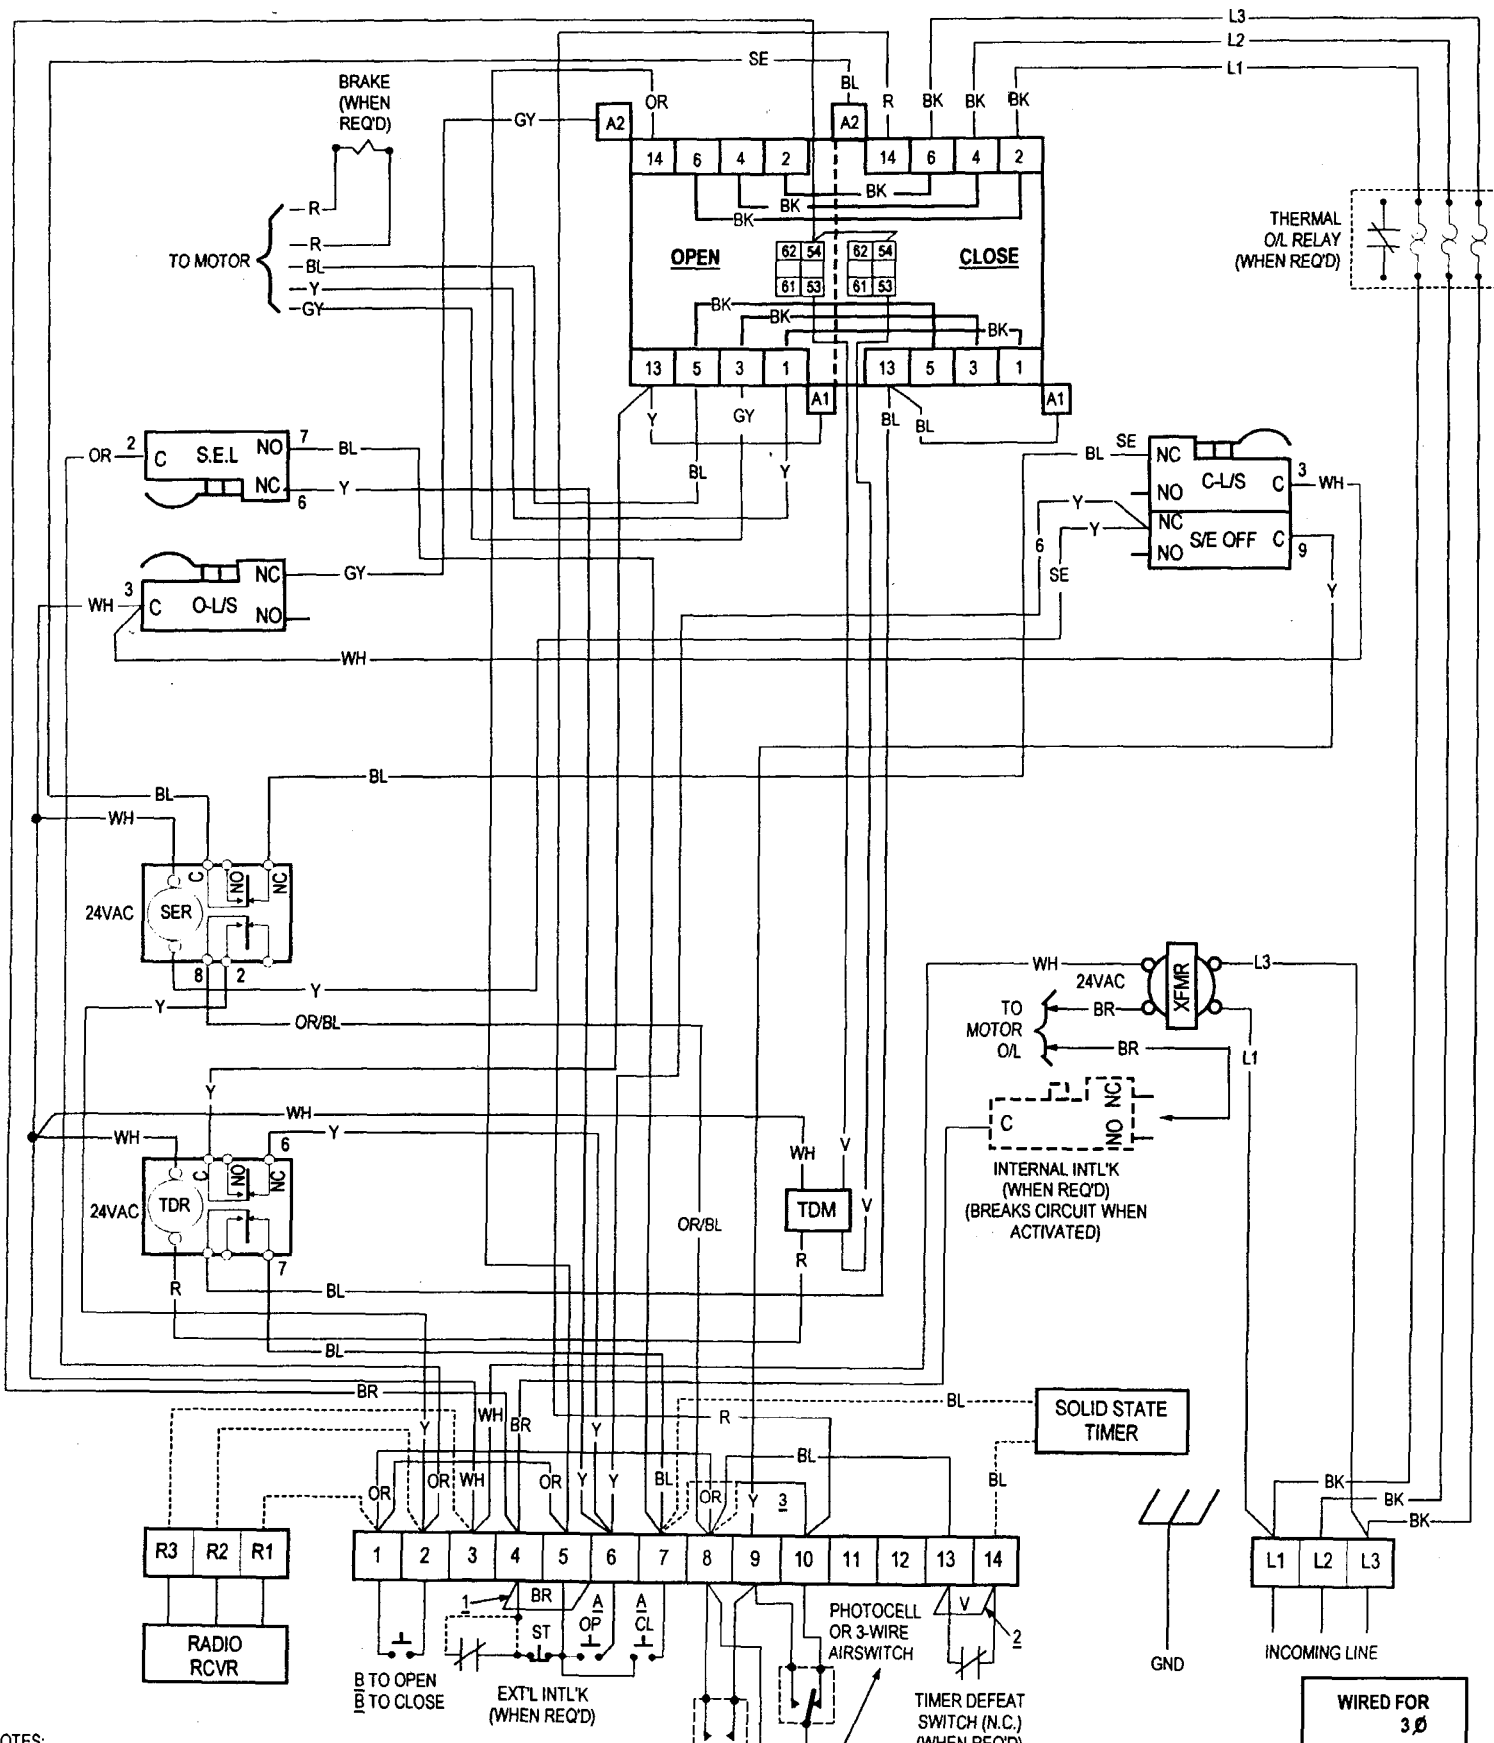 L3
L2
L1
SE
BRAKE
(WHEN
REQ'D)
BL
OR
R
BK
BK
BK
GY
A2
A2
14 6 4 2
14 6 4 2
BK
BK
BK
R
R
TO MOTOR
BL
Y
GY
THERMAL
O/L RELAY
(WHEN REQ'D)
OPEN
62 54
61 53
62 54
61 53
CLOSE
BK
BK
BK
13 5 3 1
13 5 3 1
A1
A1
Y
GY
BL
BL
BL
Y
OR
2
C S.E.L NO
7
BL
NC
6
Y
BL
SE
NC
NO
C-L/S C
3
WH
Y
NC
NO
S/E OFF C
9
Y
6
SE
Y
NC
GY
3
WH
C O-L/S
NO
WH
BL
BL
WH
24VAC
SER
C NO NC
8 2
Y
Y
OR/BL
WH
24VAC
XFMR
L3
TO
MOTOR
O/L
BR
BR
L1
Y
WH
WH
Y
6
24VAC
TDR
C NO NC
7
WH
V
V
TDM
R
OR/BL
C
NO NC
INTERNAL INTL'K
(WHEN REQ'D)
(BREAKS CIRCUIT WHEN
ACTIVATED)
R
BL
BL
BR
BL
SOLID STATE
TIMER
WH
BR
R
Y
Y
BL
OR
OR
WH
OR
Y
Y
BL
OR
Y
3
BL
BK
BK
BK
R3 R2 R1
1 2 3 4 5 6 7 8 9 10 11 12 13 14
L1 L2 L3
1
BR
A
OP
A
CL
ST
V
2
RADIO
RCVR
B TO OPEN
B TO CLOSE
EXT'L INTL'K
(WHEN REQ'D)
PHOTOCELL
OR 3-WIRE
AIRSWITCH
TIMER DEFEAT
SWITCH (N.C.)
(WHEN REQ'D)
GND
INCOMING LINE
WIRED FOR
3Ø
OTES: